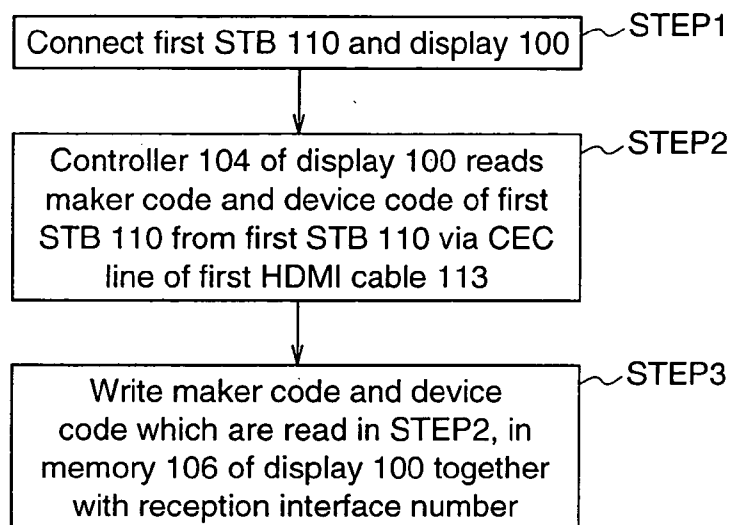 Connect first STB 110 and display 100
STEP1
Controller 104 of display 100 reads
maker code and device code of first
STB 110 from first STB 110 via CEC
line of first HDMI cable 113
STEP2
Write maker code and device
code which are read in STEP2, in
memory 106 of display 100 together
with reception interface number
STEP3